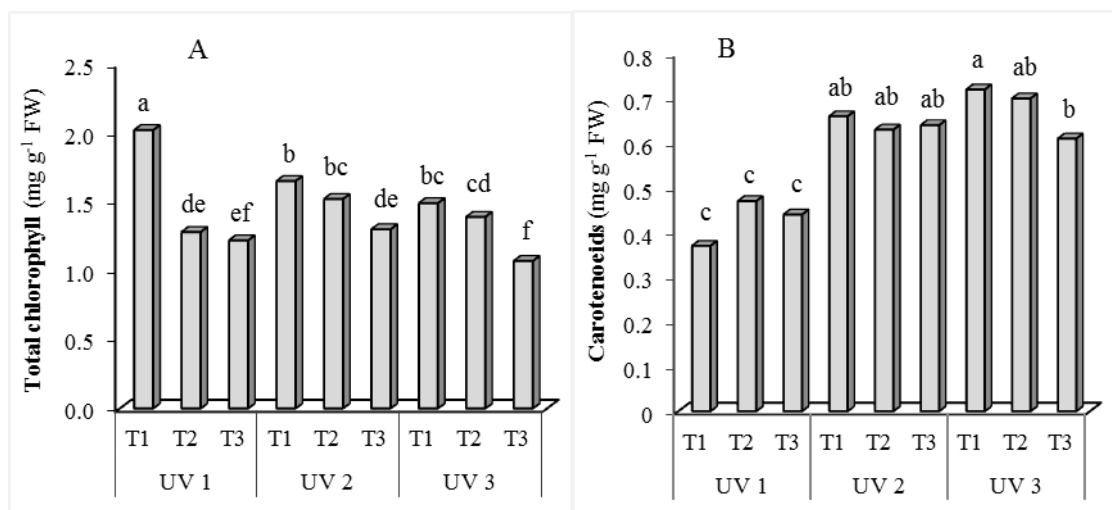 A
Total chlorophyll (mg g-1 FW)
2.5
2.0
1.5
1.0
0.5
0.0
a
de
ef
b
bc
de
bc
cd
f
T1 T2 T3 T1 T2 T3 T1 T2 T3
UV 1 UV 2 UV 3
B
Carotenoeids (mg g-1 FW)
0.8
0.7
0.6
0.5
0.4
0.3
0.2
0.1
0
c
c
c
ab
ab
ab
a
ab
b
T1 T2 T3 T1 T2 T3 T1 T2 T3
UV 1 UV 2 UV 3